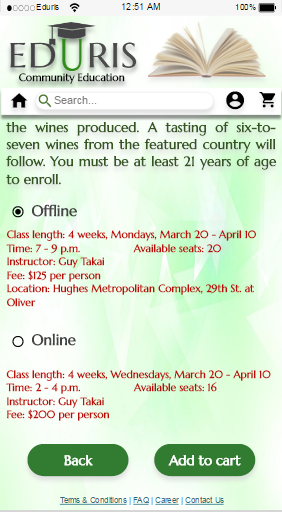 Eduris 12:51 AM 100%
EDURIS
Community Education
Search...
the wines produced. A tasting of six-to-
seven wines from the featured country will
follow. You must be at least 21 years of age
to enroll.
Offline
Class length: 4 weeks, Mondays, March 20 - April 10
Time: 7 - 9 p.m. Available seats: 20
Instructor: Guy Takai
Fee: $125 per person
Location: Hughes Metropolitan Complex, 29th St. at
Oliver
Online
Class length: 4 weeks, Wednesdays, March 20 - April 10
Time: 2 - 4 p.m. Available seats: 16
Instructor: Guy Takai
Fee: $200 per person
Back Add to cart
Terms & Conditions | FAQ | Career | Contact Us